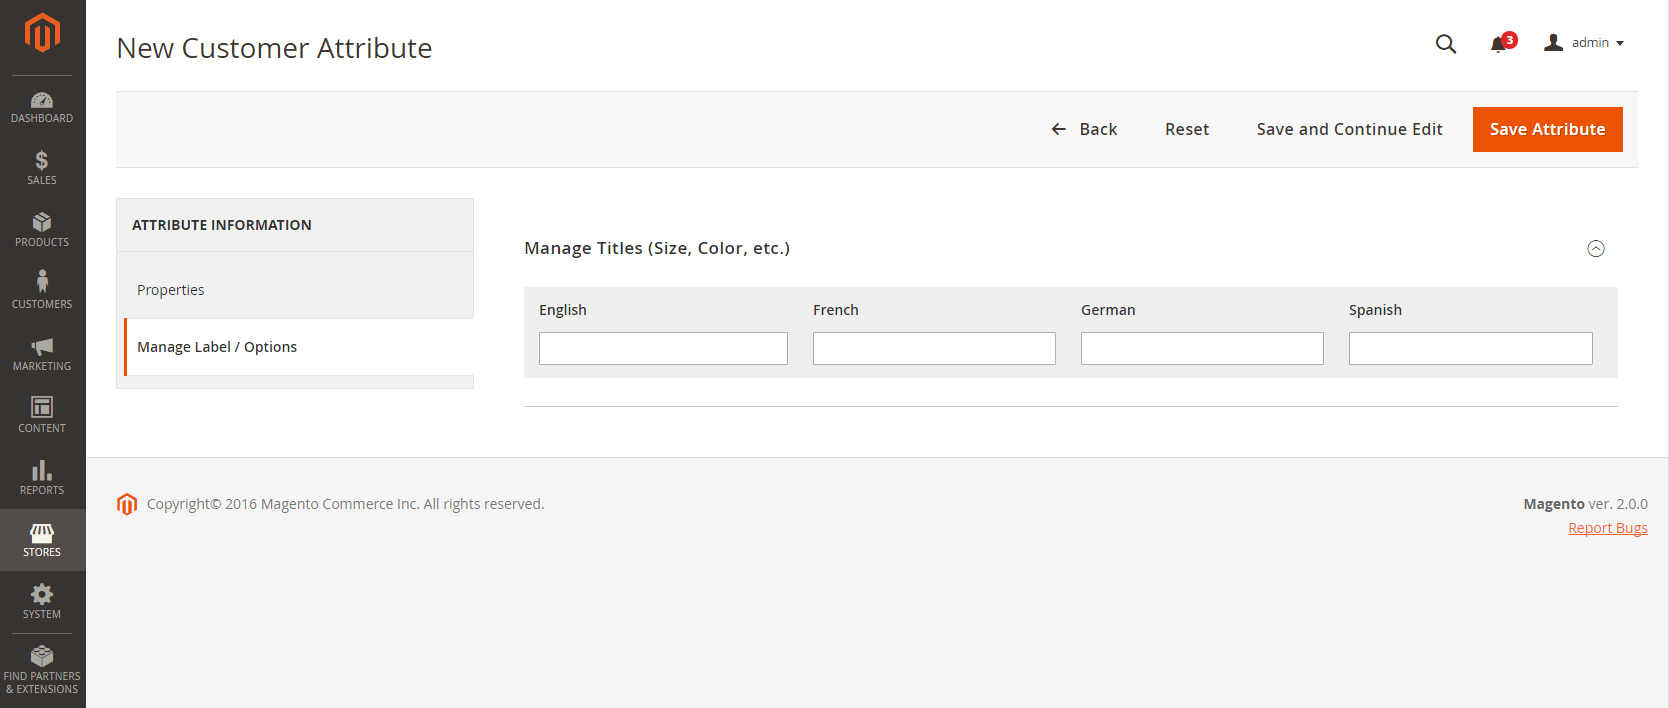 New Customer Attribute
3
admin
Back
Reset
Save and Continue Edit
Save Attribute
DASHBOARD
SALES
PRODUCTS
CUSTOMERS
MARKETING
CONTENT
REPORTS
STORES
SYSTEM
FIND PARTNERS
& EXTENSIONS
ATTRIBUTE INFORMATION
Properties
Manage Label / Options
Manage Titles (Size, Color, etc.)
English
French
German
Spanish
Copyright© 2016 Magento Commerce Inc. All rights reserved.
Magento ver. 2.0.0
Report Bugs